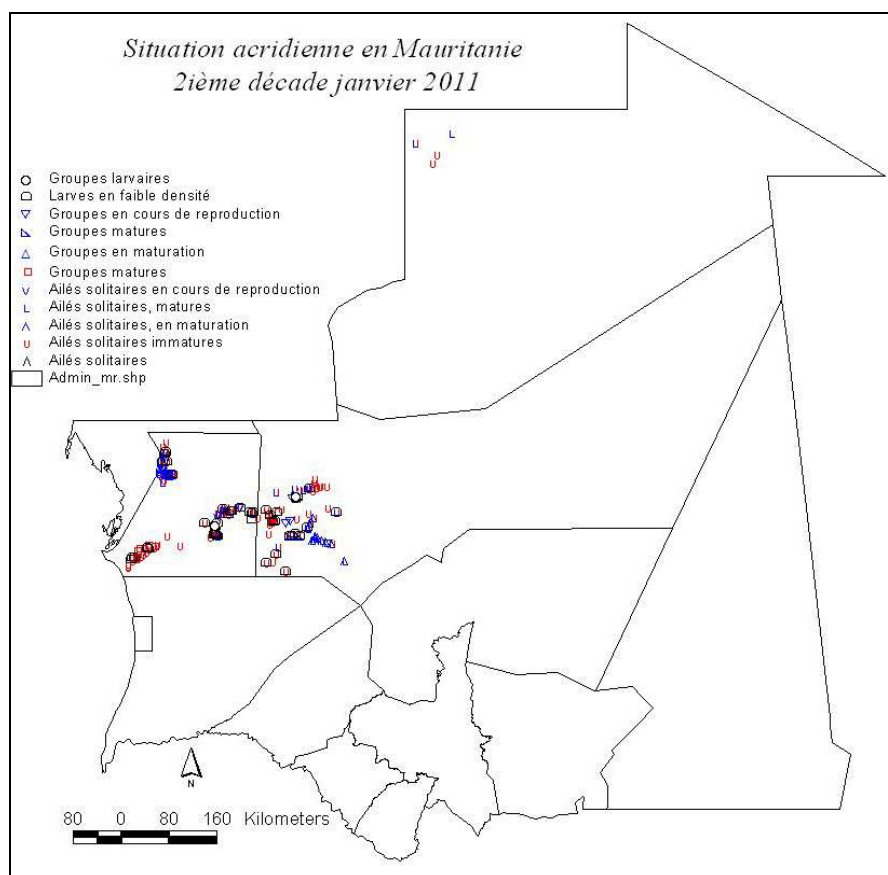 Situation acridienne en Mauritanie
2ième décade janvier 2011
Groupes larvaires
Larves en faible densité
Groupes en cours de reproduction
Groupes matures
Groupes en maturation
Groupes matures
Ailés solitaires en cours de reproduction
Ailés solitaires, matures
Ailés solitaires, en maturation
Ailés solitaires immatures
Ailés solitaires
Admin_mr.shp
N
80 0 80 160 Kilometers